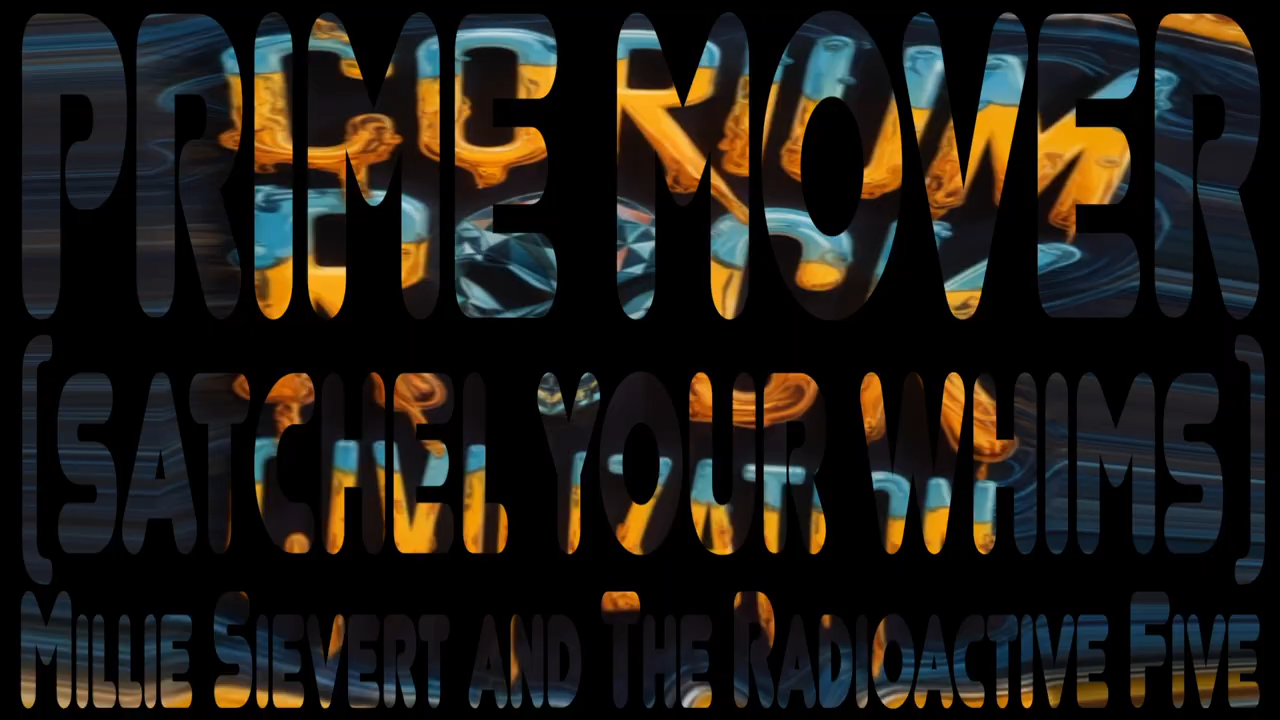 PRIME MOVER
[SATCHEL YOUR WHIMS]
MILLIE SIEVERT AND THE RADIOACTIVE FIVE